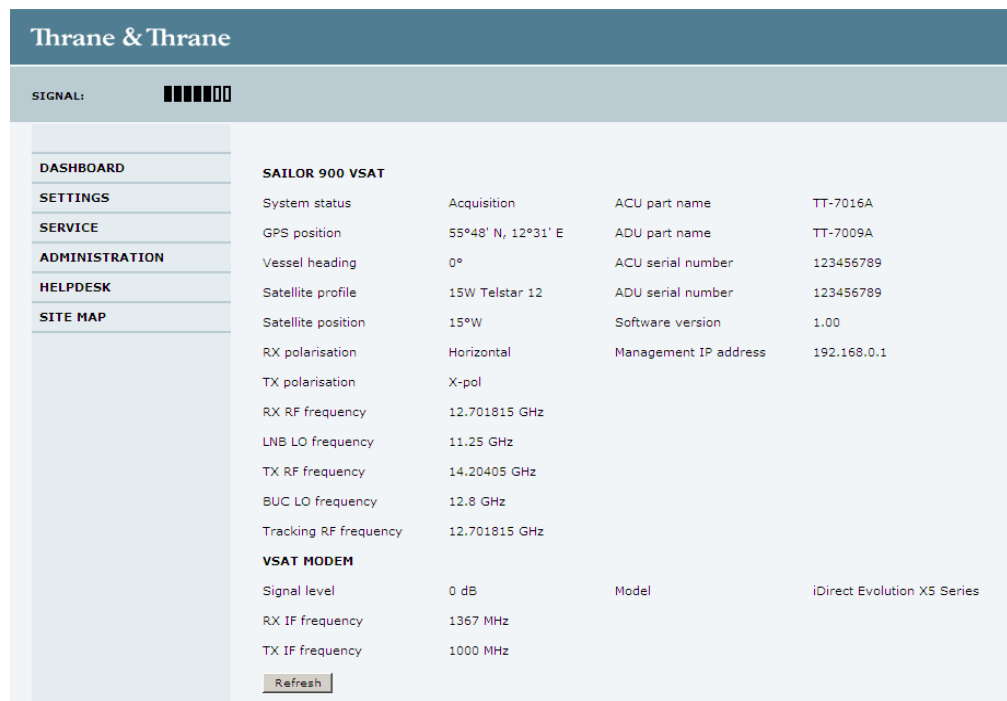 Thrane & Thrane
SIGNAL:
DASHBOARD
SETTINGS
SERVICE
ADMINISTRATION
HELPDESK
SITE MAP
SAILOR 900 VSAT
System status Acquisition ACU part name TT-7016A
GPS position 55°48' N, 12°31' E ADU part name TT-7009A
Vessel heading 0° ACU serial number 123456789
Satellite profile 15W Telstar 12 ADU serial number 123456789
Satellite position 15°W Software version 1.00
RX polarisation Horizontal Management IP address 192.168.0.1
TX polarisation X-pol
RX RF frequency 12.701815 GHz
LNB LO frequency 11.25 GHz
TX RF frequency 14.20405 GHz
BUC LO frequency 12.8 GHz
Tracking RF frequency 12.701815 GHz
VSAT MODEM
Signal level 0 dB Model iDirect Evolution X5 Series
RX IF frequency 1367 MHz
TX IF frequency 1000 MHz
Refresh